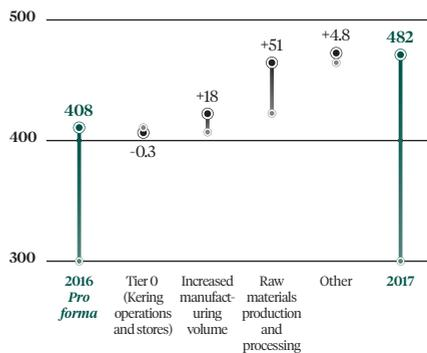 500
400
300
408
-0.3
+18
+51
+4.8
482
2016
Pro
forma
Tier 0
(Kering
operations
and stores)
Increased
manufact-
uring
volume
Raw
materials
production
and
processing
Other
2017